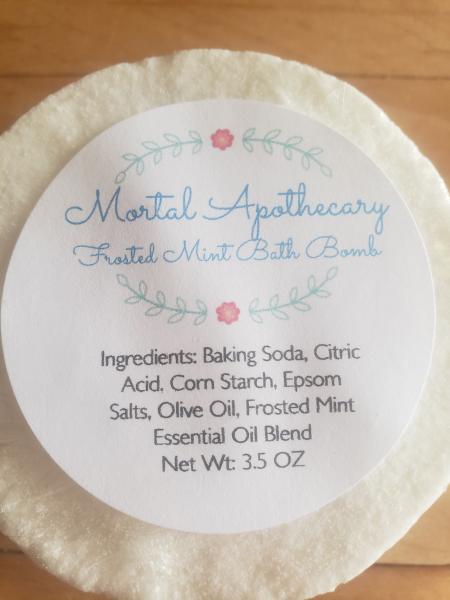 Mortal Apothecary
Frosted Mint Bath Bomb
Ingredients: Baking Soda, Citric
Acid, Corn Starch, Epsom
Salts, Olive Oil, Frosted Mint
Essential Oil Blend
Net Wt: 3.5 OZ